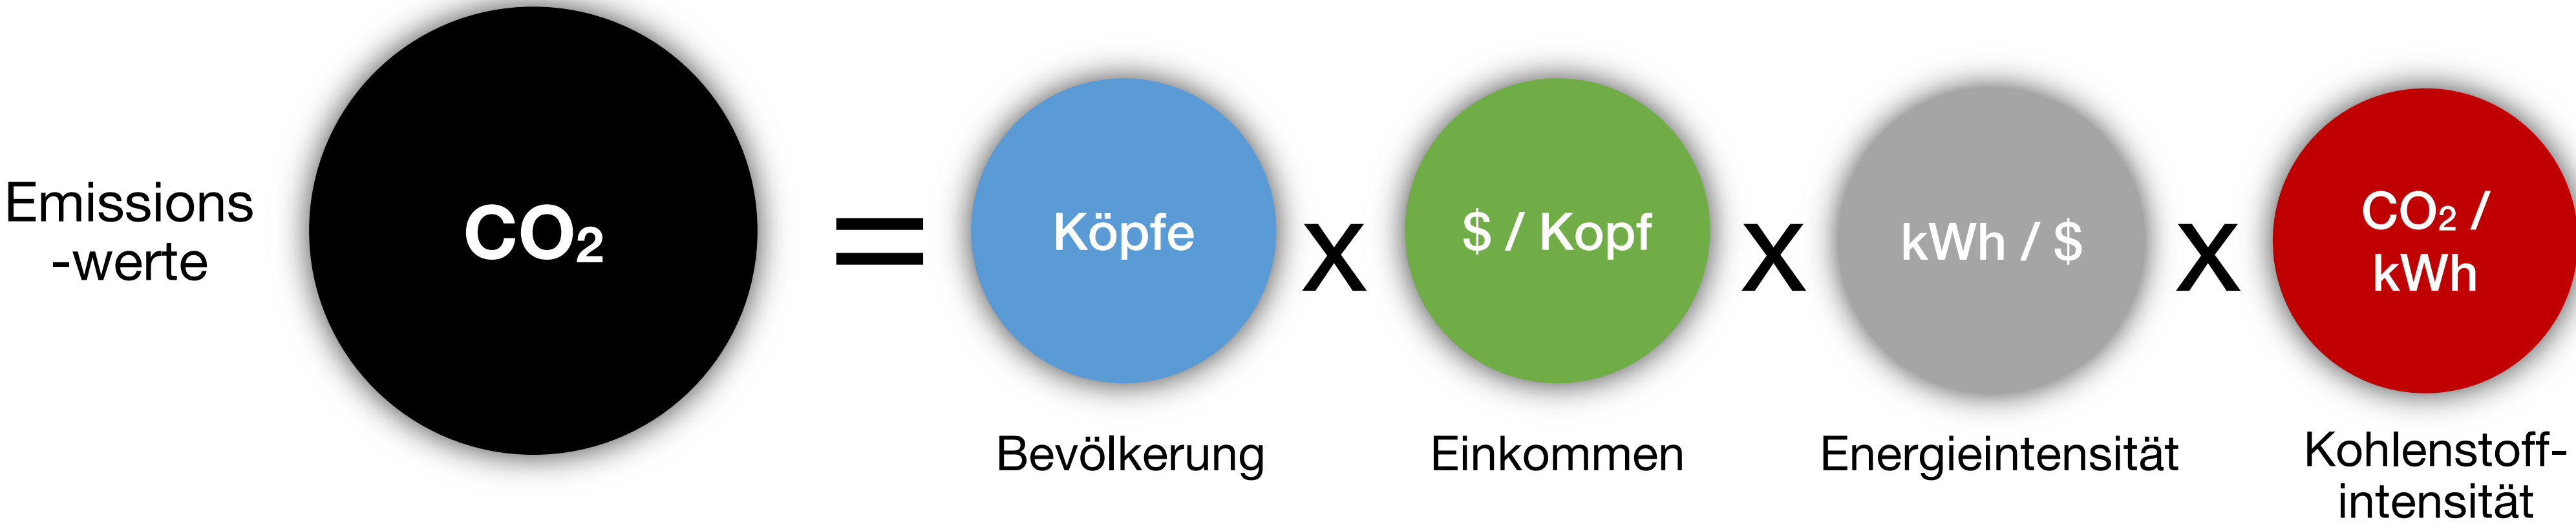 Emissions
-werte
CO₂
=
Köpfe
x
$ / Kopf
x
kWh / $
x
CO₂ /
kWh
Bevölkerung
Einkommen
Energieintensität
Kohlenstoff-
intensität